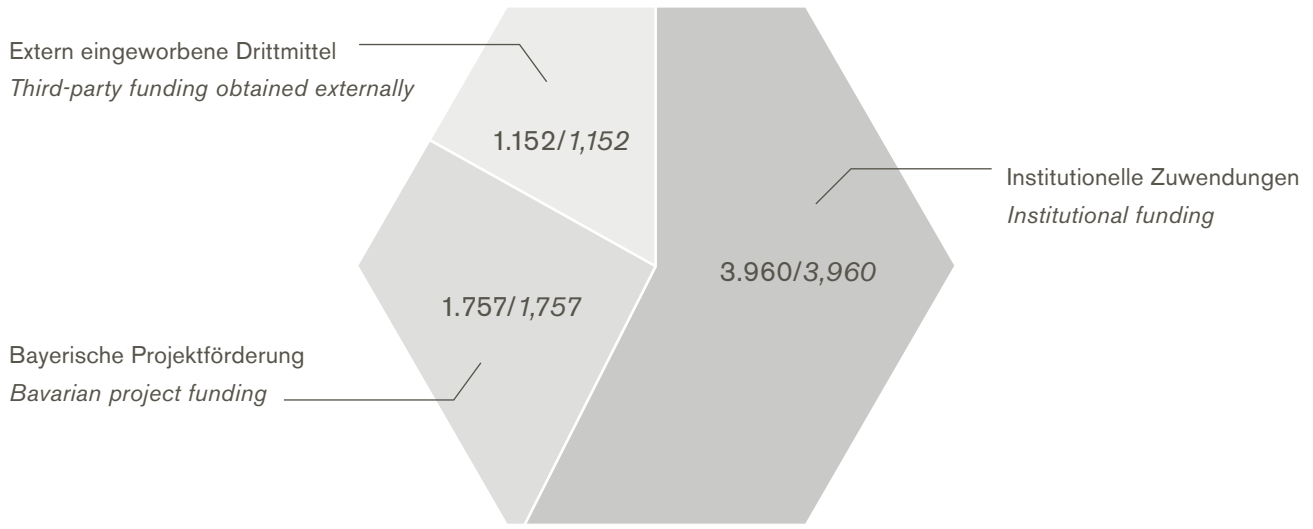 Extern eingeworbene Drittmittel
Third-party funding obtained externally
1.152/1,152
Institutionelle Zuwendungen
Institutional funding
3.960/3,960
1.757/1,757
Bayerische Projektförderung
Bavarian project funding